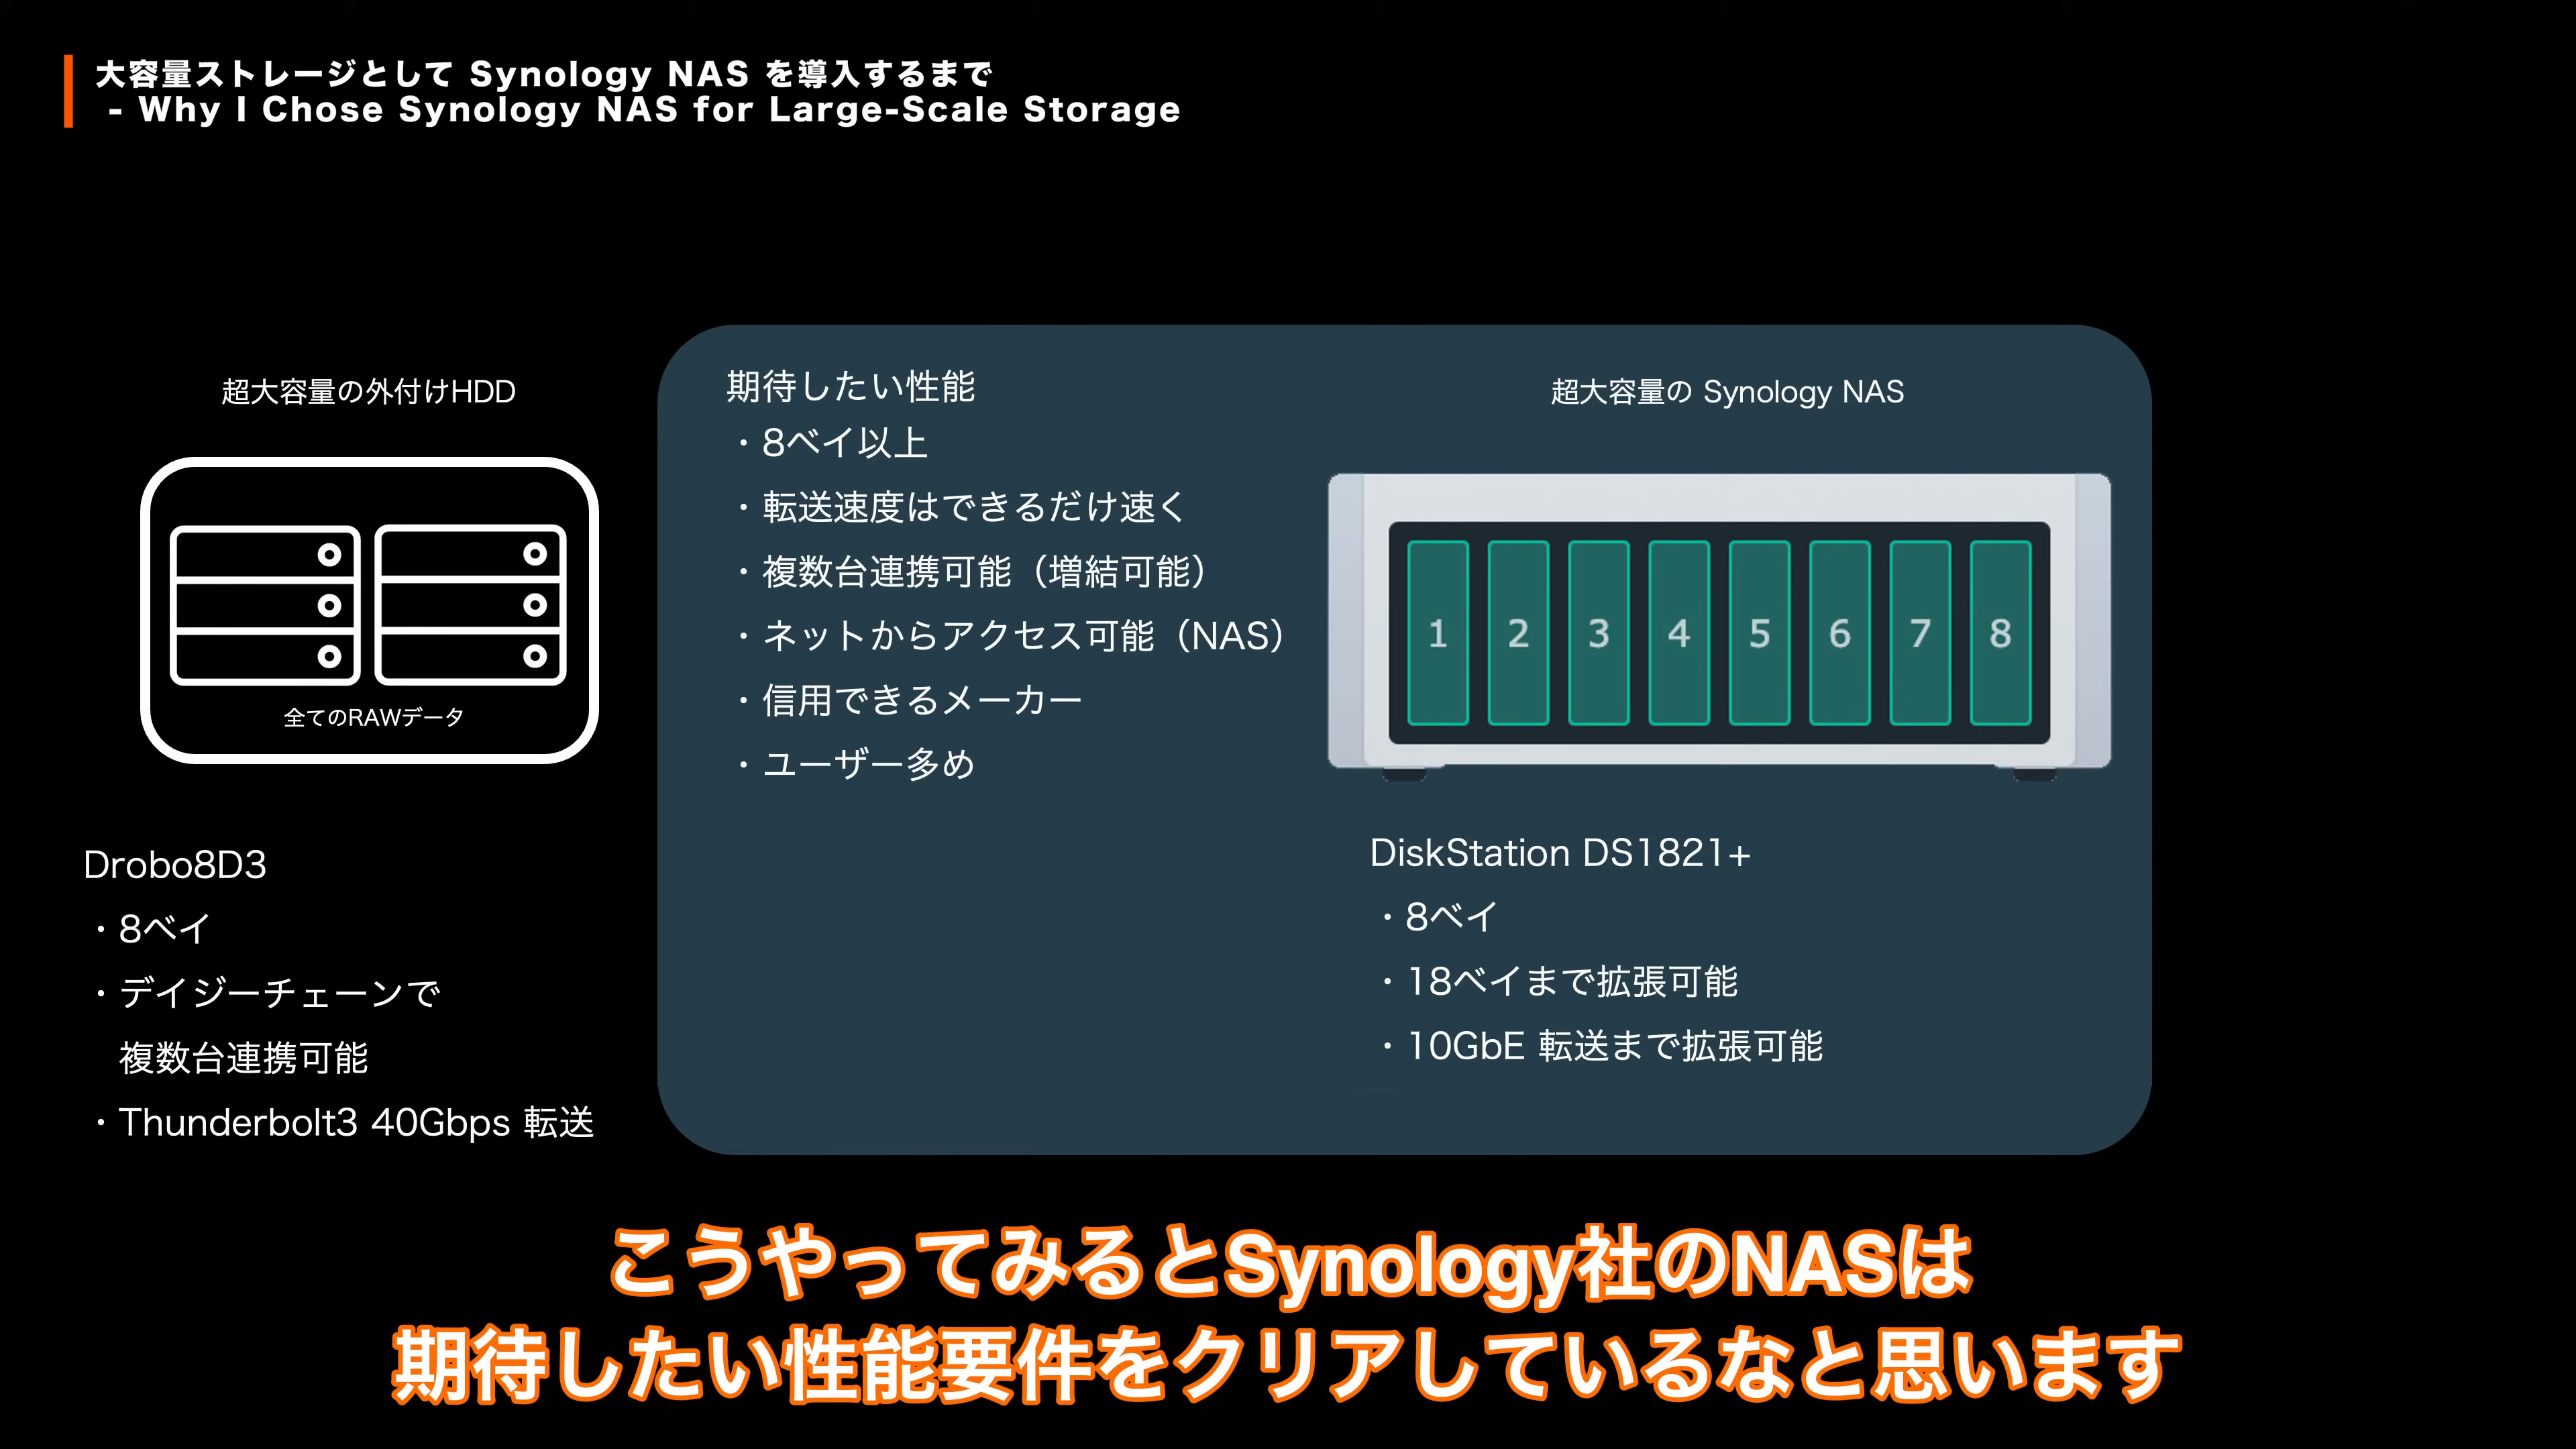 大容量ストレージとして Synology NAS を導入するまで
- Why I Chose Synology NAS for Large-Scale Storage
超大容量の外付けHDD
全てのRAWデータ
Drobo8D3
・8ベイ
・デイジーチェーンで
複数台連携可能
・Thunderbolt3 40Gbps 転送
期待したい性能
・8ベイ以上
・転送速度はできるだけ速く
・複数台連携可能（増結可能）
・ネットからアクセス可能（NAS）
・信用できるメーカー
・ユーザー多め
超大容量の Synology NAS
1 2 3 4 5 6 7 8
DiskStation DS1821+
・8ベイ
・18ベイまで拡張可能
・10GbE 転送まで拡張可能
こうやってみるとSynology社のNASは
期待したい性能要件をクリアしているなと思います